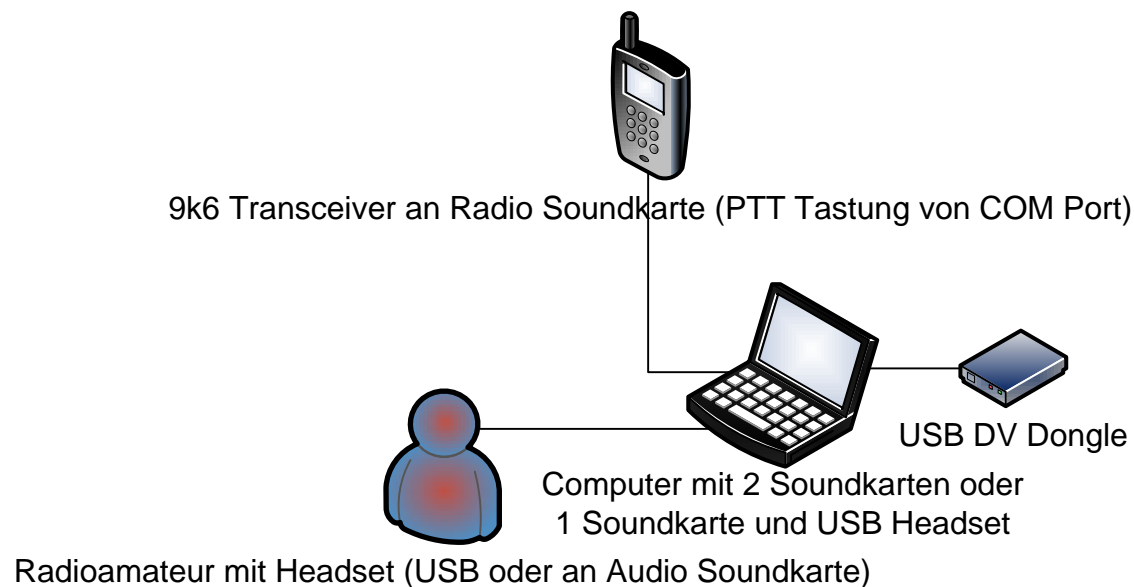 9k6 Transceiver an Radio Soundkarte (PTT Tastung von COM Port)
USB DV Dongle
Computer mit 2 Soundkarten oder
1 Soundkarte und USB Headset
Radioamateur mit Headset (USB oder an Audio Soundkarte)